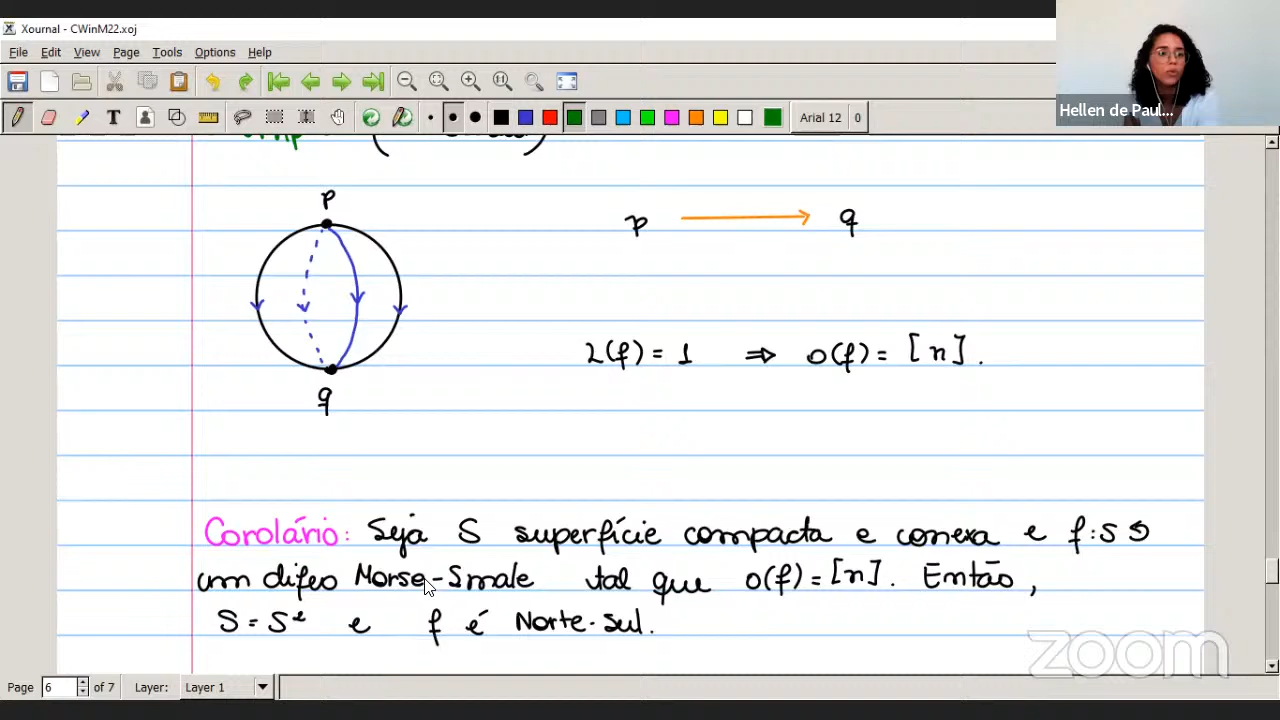 Xournal - CWinM22.xoj
File Edit View Page Tools Options Help
Hellen de Paul...
Arial 12 0
p
p q
L(f) = 1 ⇒ o(f) = [n].
q
Corolário: Seja S superfície compacta e conexa e f: S
um difeo Morse-Smale tal que o(f) = [n]. Então,
S = S² e f é Norte-sul.
zoom
Page 6 of 7 Layer: Layer 1